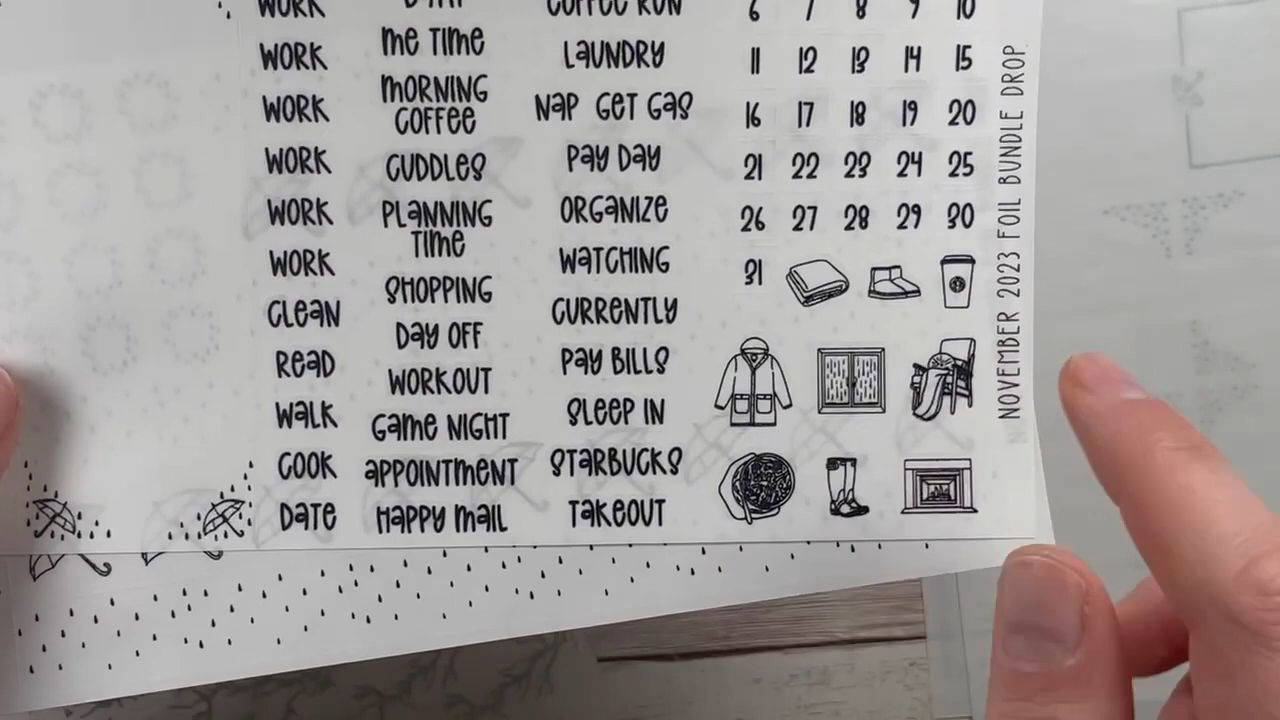 WORK
WORK
WORK
WORK
WORK
WORK
CLEAN
READ
WALK
COOK
DATE
ME TIME
MORNING
COFFEE
CUDDLES
PLANNING
TIME
SHOPPING
DAY OFF
WORKOUT
GAME NIGHT
APPOINTMENT
HAPPY MAIL
COFFEE RUN
LAUNDRY
NAP GET GAS
PAY DAY
ORGANIZE
WATCHING
CURRENTLY
PAY BILLS
SLEEP IN
STARBUCKS
TAKEOUT
6 7 8 9 10
11 12 13 14 15
16 17 18 19 20
21 22 23 24 25
26 27 28 29 30
31
NOVEMBER 2023 FOIL BUNDLE DROP